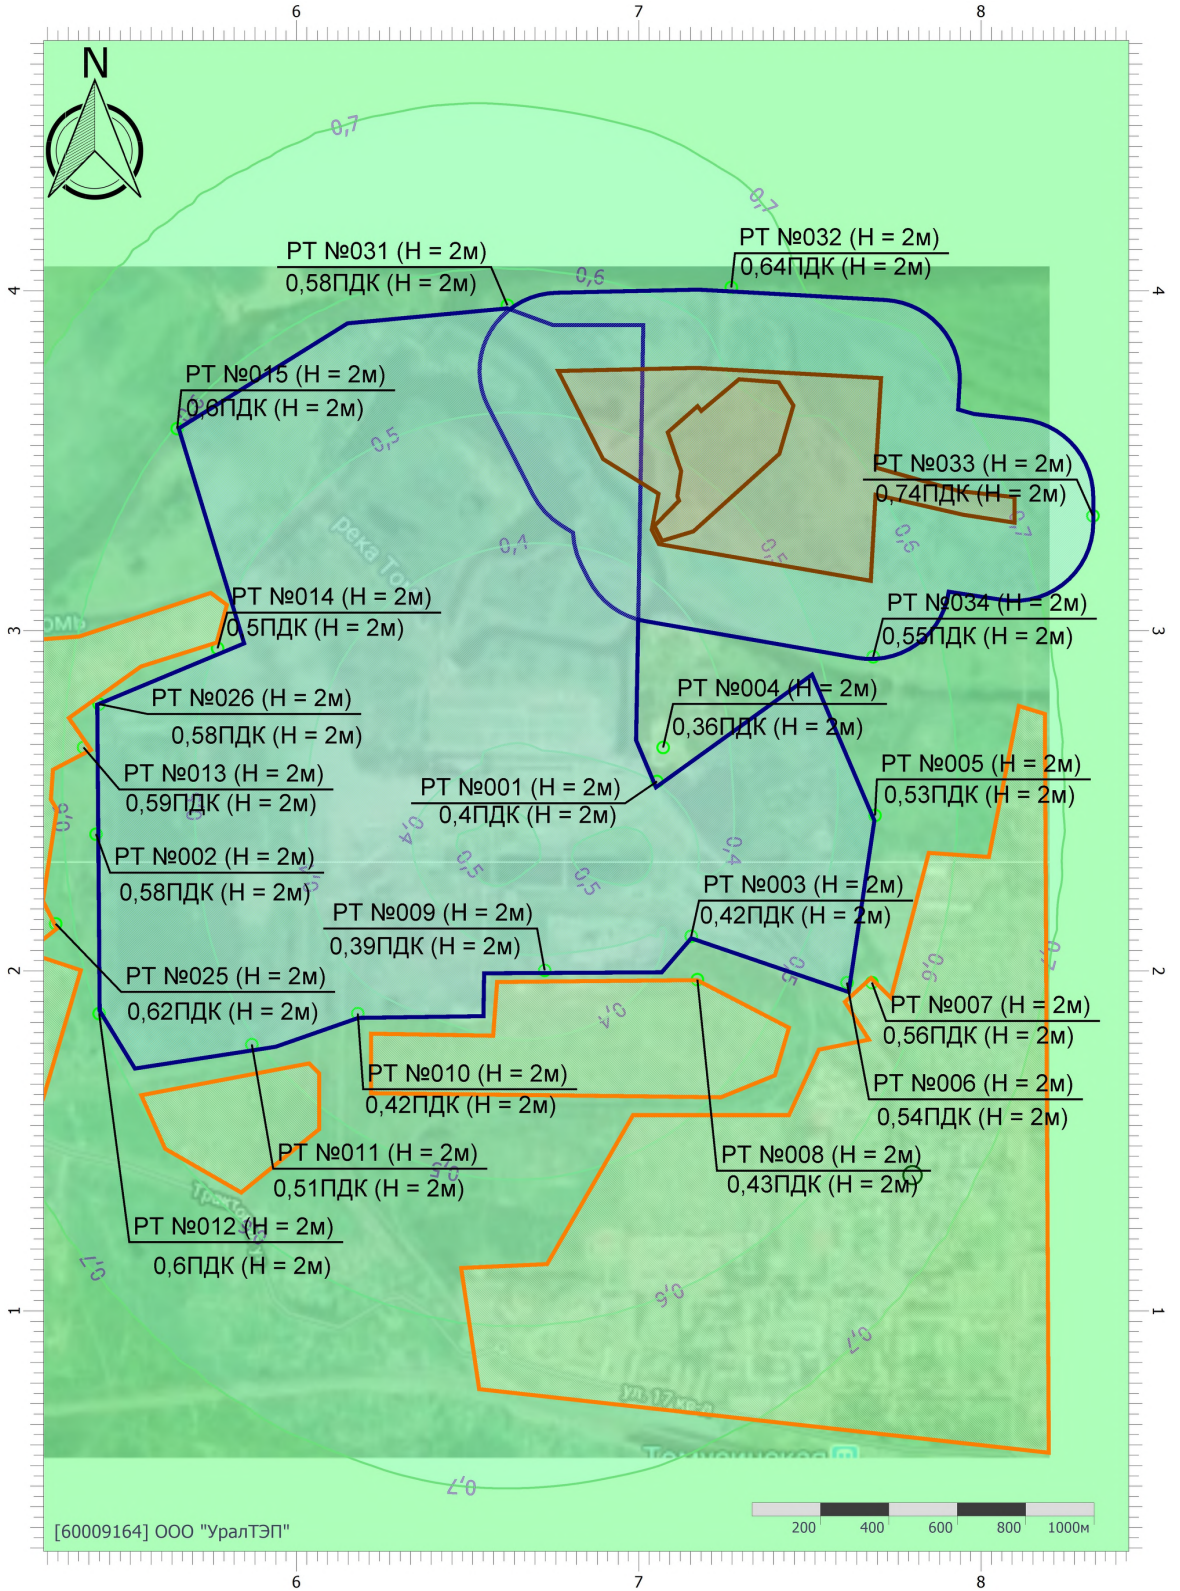 6 7 8
N
0,7
0,7
РТ №032 (H = 2м)
0,64ПДК (H = 2м)
РТ №031 (H = 2м)
0,58ПДК (H = 2м)
0,6
4 4
РТ №015 (H = 2м)
0,6ПДК (H = 2м)
0,5
РТ №033 (H = 2м)
0,74ПДК (H = 2м)
0,7
0,6
0,5
0,4
река Томь
РТ №014 (H = 2м)
0,5ПДК (H = 2м)
РТ №034 (H = 2м)
0,55ПДК (H = 2м)
3 3
РТ №026 (H = 2м)
0,58ПДК (H = 2м)
РТ №004 (H = 2м)
0,36ПДК (H = 2м)
РТ №013 (H = 2м)
0,59ПДК (H = 2м)
РТ №001 (H = 2м)
0,4ПДК (H = 2м)
РТ №005 (H = 2м)
0,53ПДК (H = 2м)
0,4
0,4
0,5
0,5
РТ №002 (H = 2м)
0,58ПДК (H = 2м)
РТ №003 (H = 2м)
0,42ПДК (H = 2м)
РТ №009 (H = 2м)
0,39ПДК (H = 2м)
0,5
0,6
0,7
2 2
РТ №025 (H = 2м)
0,62ПДК (H = 2м)
0,4
РТ №007 (H = 2м)
0,56ПДК (H = 2м)
РТ №010 (H = 2м)
0,42ПДК (H = 2м)
РТ №006 (H = 2м)
0,54ПДК (H = 2м)
РТ №011 (H = 2м)
0,51ПДК (H = 2м)
0,5
РТ №008 (H = 2м)
0,43ПДК (H = 2м)
РТ №012 (H = 2м)
0,6ПДК (H = 2м)
0,7
0,6
0,7
1 1
ул. 17 кв-л
Томусинская
0,7
[60009164] ООО "УралТЭП"
200 400 600 800 1000м
6 7 8